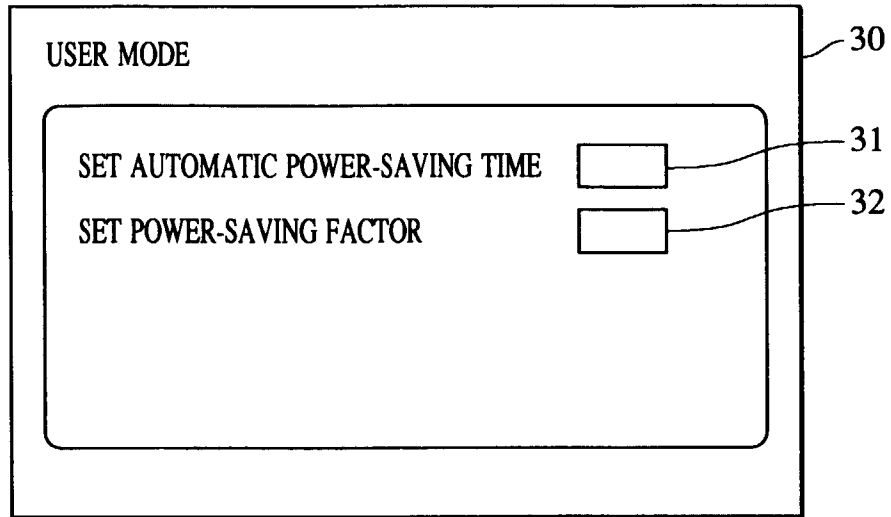 USER MODE
30
SET AUTOMATIC POWER-SAVING TIME
31
SET POWER-SAVING FACTOR
32